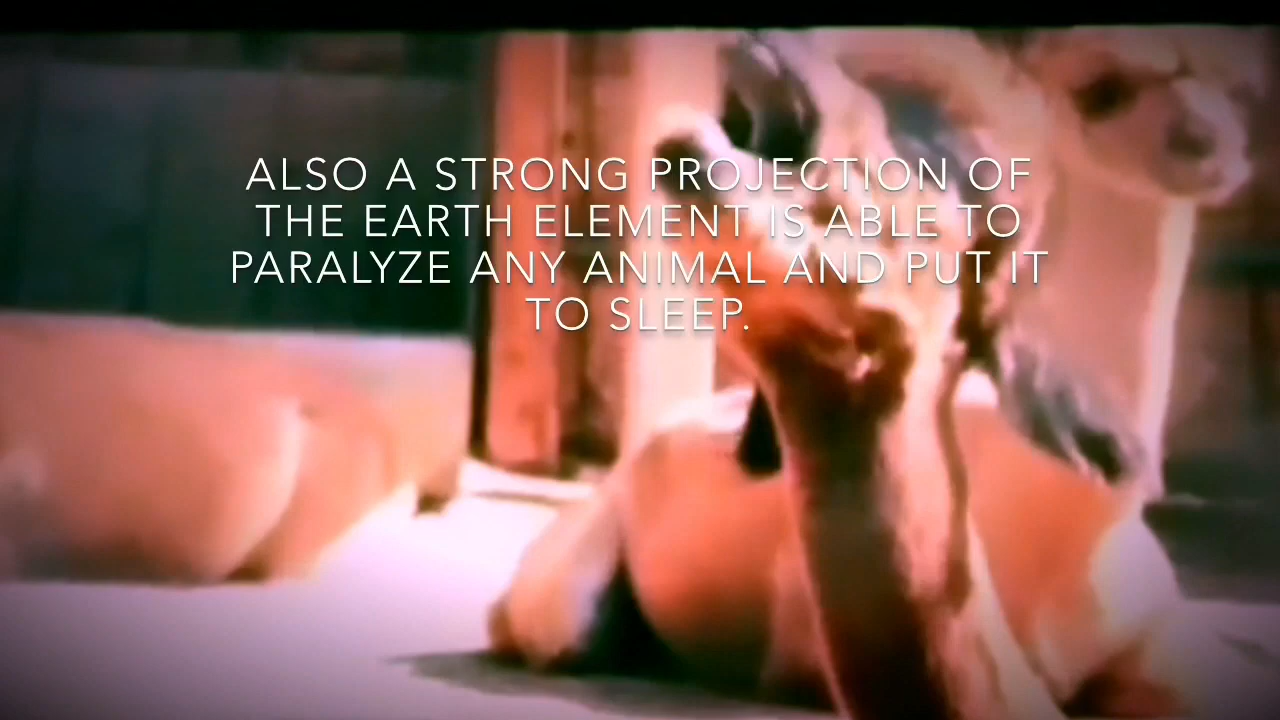 ALSO A STRONG PROJECTION OF
THE EARTH ELEMENT IS ABLE TO
PARALYZE ANY ANIMAL AND PUT IT
TO SLEEP.